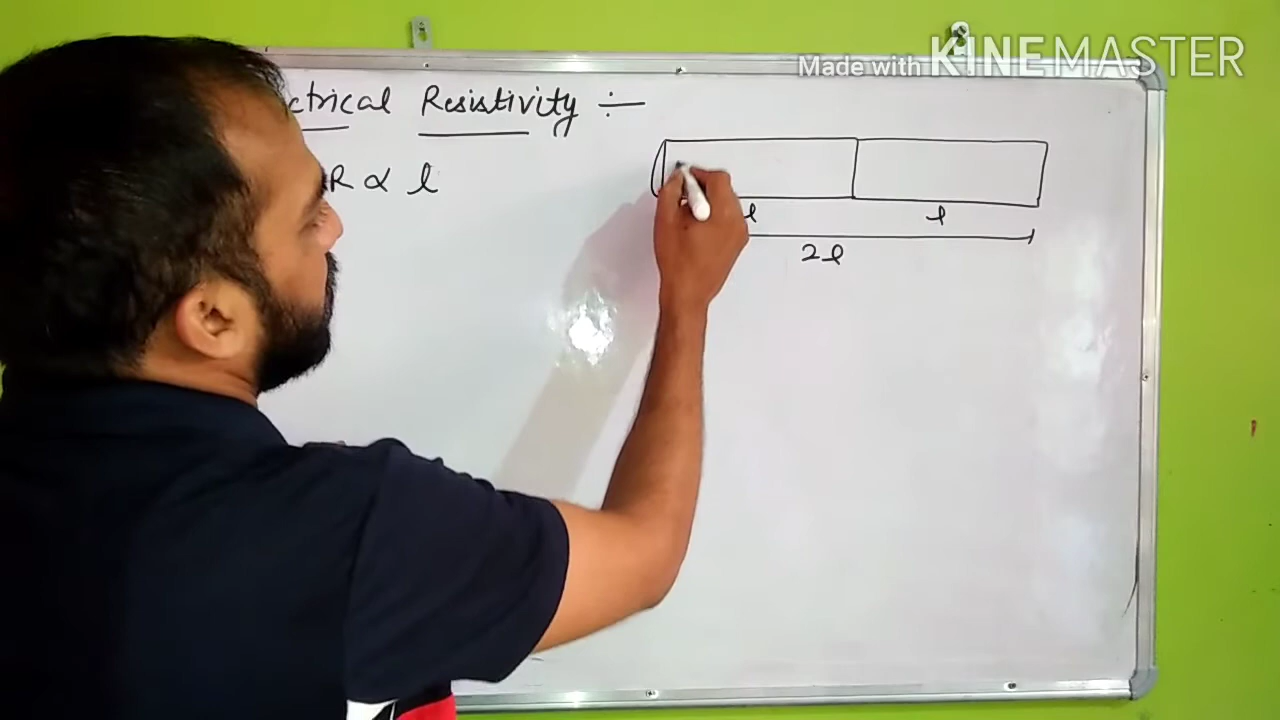 Made with KINEMASTER
ctrical Resistivity :—
R ∝ l
l l
2l